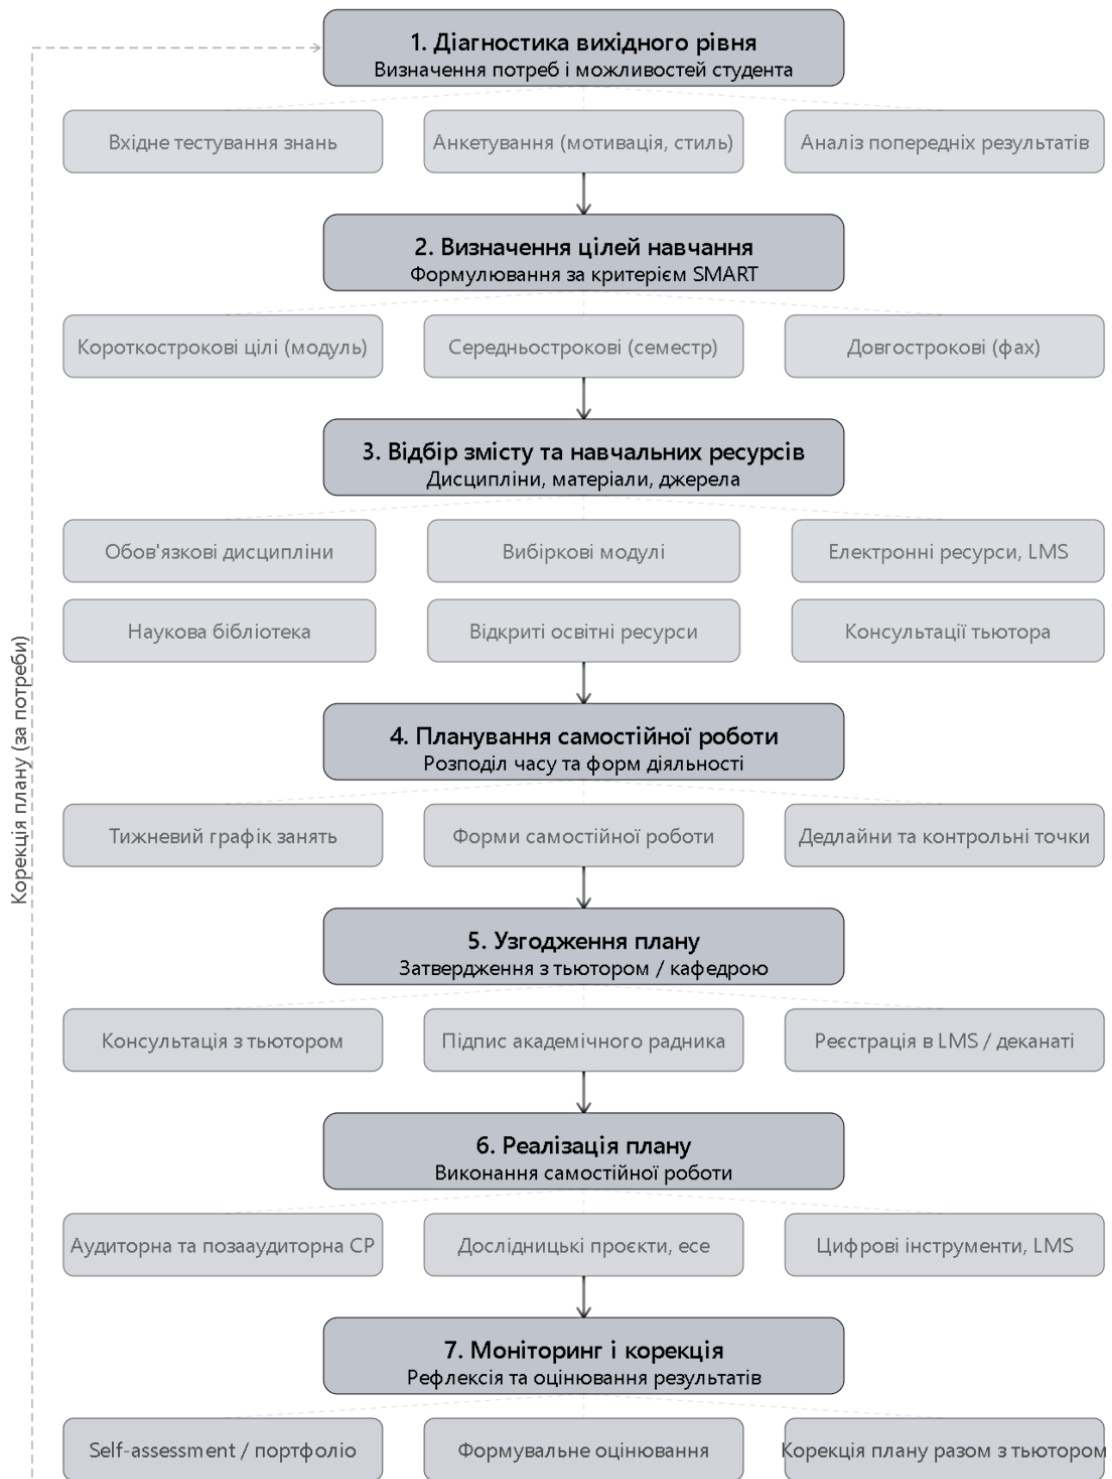 1. Діагностика вихідного рівня
Визначення потреб і можливостей студента
Вхідне тестування знань
Анкетування (мотивація, стиль)
Аналіз попередніх результатів
2. Визначення цілей навчання
Формулювання за критерієм SMART
Короткострокові цілі (модуль)
Середньострокові (семестр)
Довгострокові (фах)
3. Відбір змісту та навчальних ресурсів
Дисципліни, матеріали, джерела
Обов'язкові дисципліни
Вибіркові модулі
Електронні ресурси, LMS
Наукова бібліотека
Відкриті освітні ресурси
Консультації тьютора
Корекція плану (за потреби)
4. Планування самостійної роботи
Розподіл часу та форм діяльності
Тижневий графік занять
Форми самостійної роботи
Дедлайни та контрольні точки
5. Узгодження плану
Затвердження з тьютором / кафедрою
Консультація з тьютором
Підпис академічного радника
Реєстрація в LMS / деканаті
6. Реалізація плану
Виконання самостійної роботи
Аудиторна та позааудиторна СР
Дослідницькі проєкти, есе
Цифрові інструменти, LMS
7. Моніторинг і корекція
Рефлексія та оцінювання результатів
Self-assessment / портфоліо
Формувальне оцінювання
Корекція плану разом з тьютором